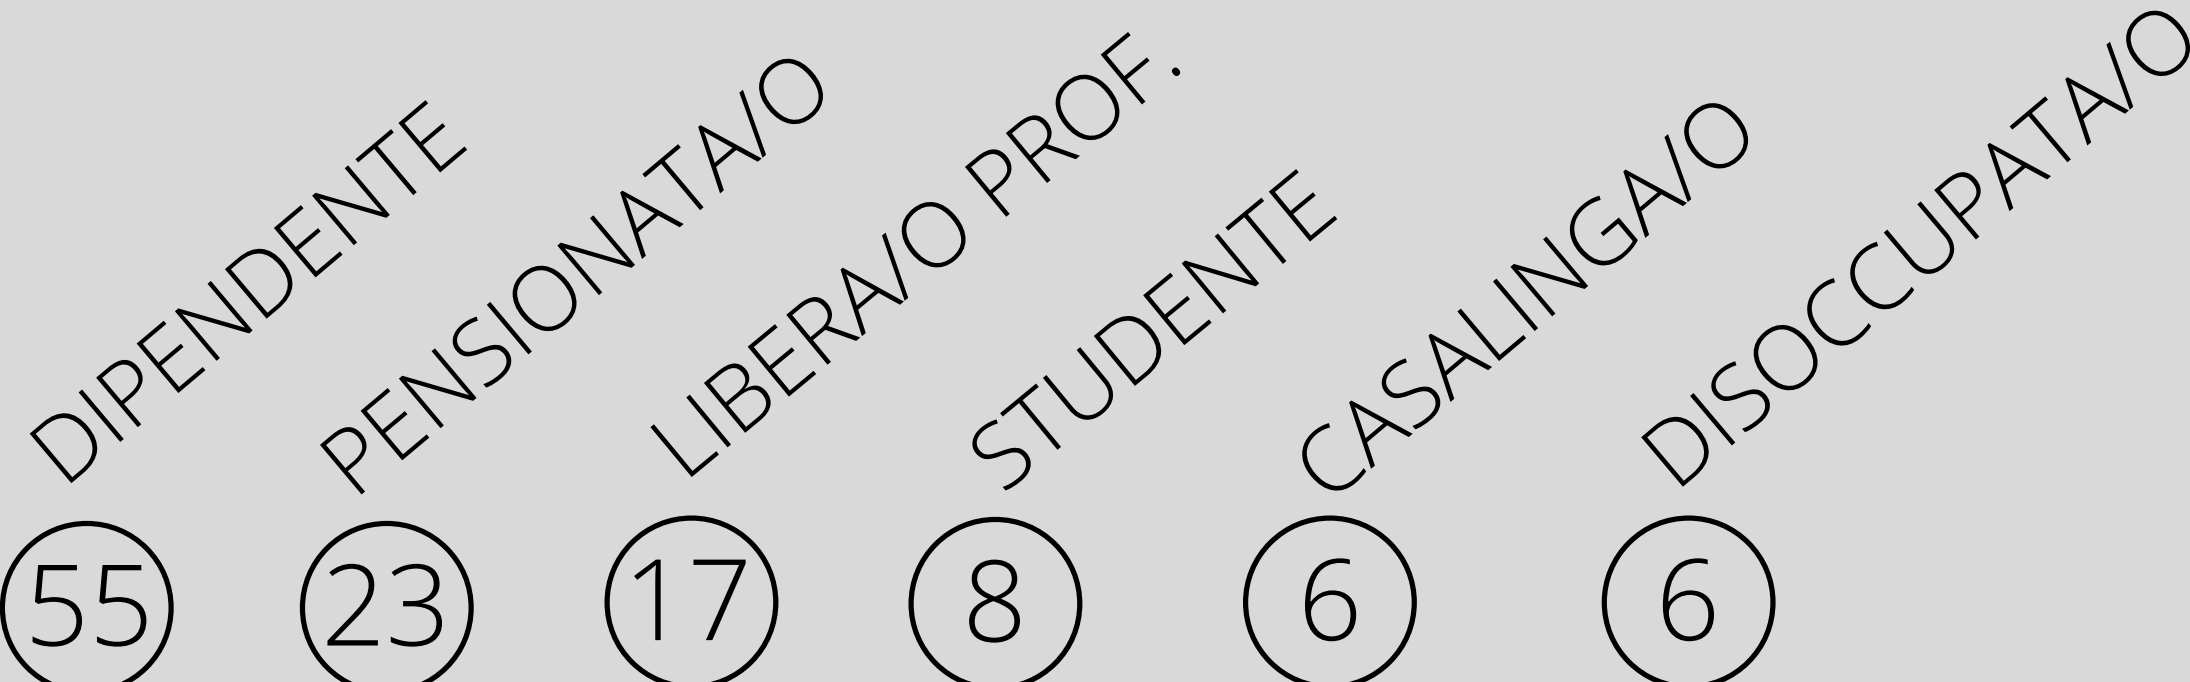 DIPENDENTE
PENSIONATA/O
LIBERA/O PROF.
STUDENTE
CASALINGA/O
DISOCCUPATA/O
55
23
17
8
6
6